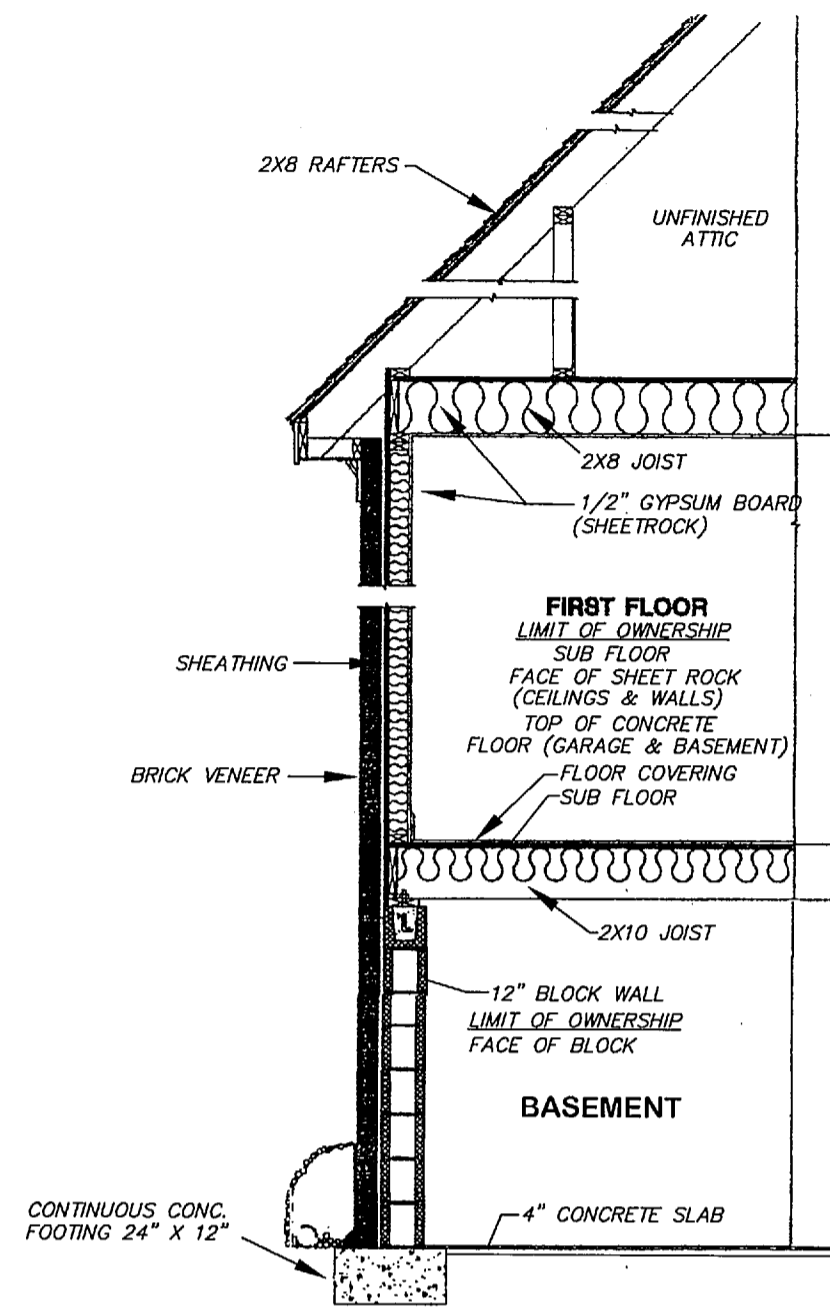 2X8 RAFTERS
UNFINISHED
ATTIC
2X8 JOIST
1/2" GYPSUM BOARD
(SHEETROCK)
FIRST FLOOR
LIMIT OF OWNERSHIP
SUB FLOOR
FACE OF SHEET ROCK
(CEILINGS & WALLS)
TOP OF CONCRETE
FLOOR (GARAGE & BASEMENT)
SHEATHING
BRICK VENEER
FLOOR COVERING
SUB FLOOR
2X10 JOIST
12" BLOCK WALL
LIMIT OF OWNERSHIP
FACE OF BLOCK
BASEMENT
CONTINUOUS CONC.
FOOTING 24" X 12"
4" CONCRETE SLAB